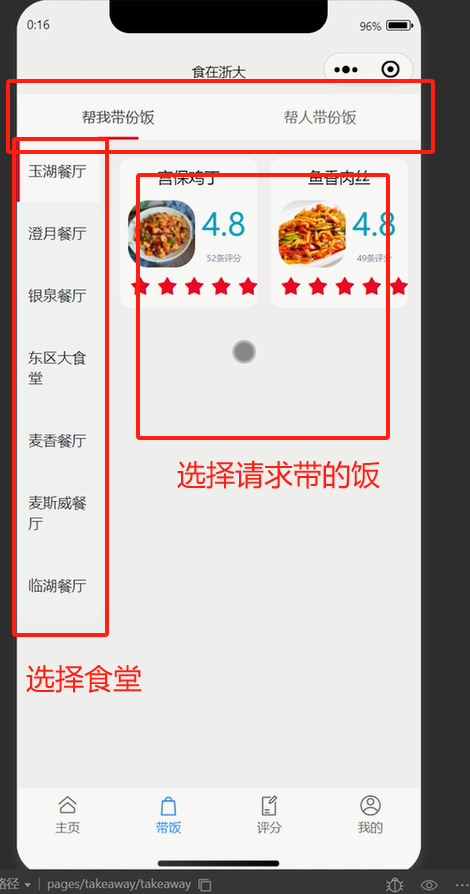 0:16
96%
食在浙大
帮我带份饭
帮人带份饭
玉湖餐厅
澄月餐厅
银泉餐厅
东区大食
堂
麦香餐厅
麦斯威餐
厅
临湖餐厅
宫保鸡丁
4.8
52条评分
鱼香肉丝
4.8
49条评分
选择请求带的饭
选择食堂
主页
带饭
评分
我的
路径
pages/takeaway/takeaway